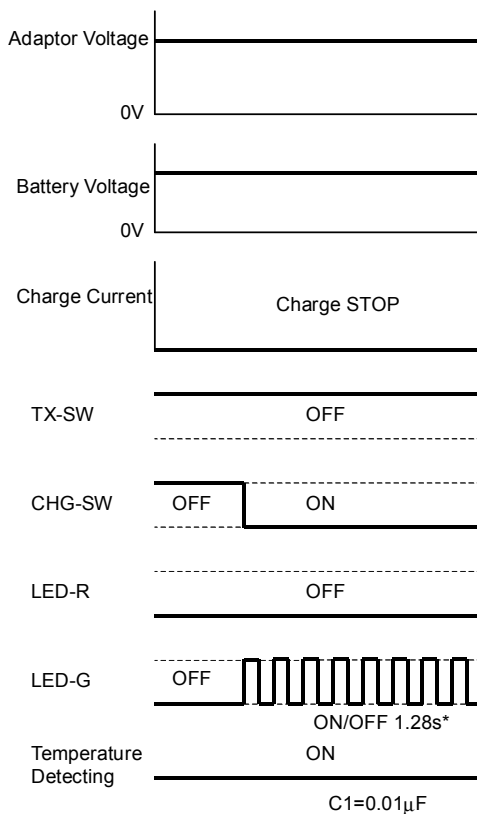 Adaptor Voltage
0V
Battery Voltage
0V
Charge Current
Charge STOP
TX-SW
OFF
CHG-SW
OFF
ON
LED-R
OFF
LED-G
OFF
ON/OFF 1.28s*
Temperature
Detecting
ON
C1=0.01μF